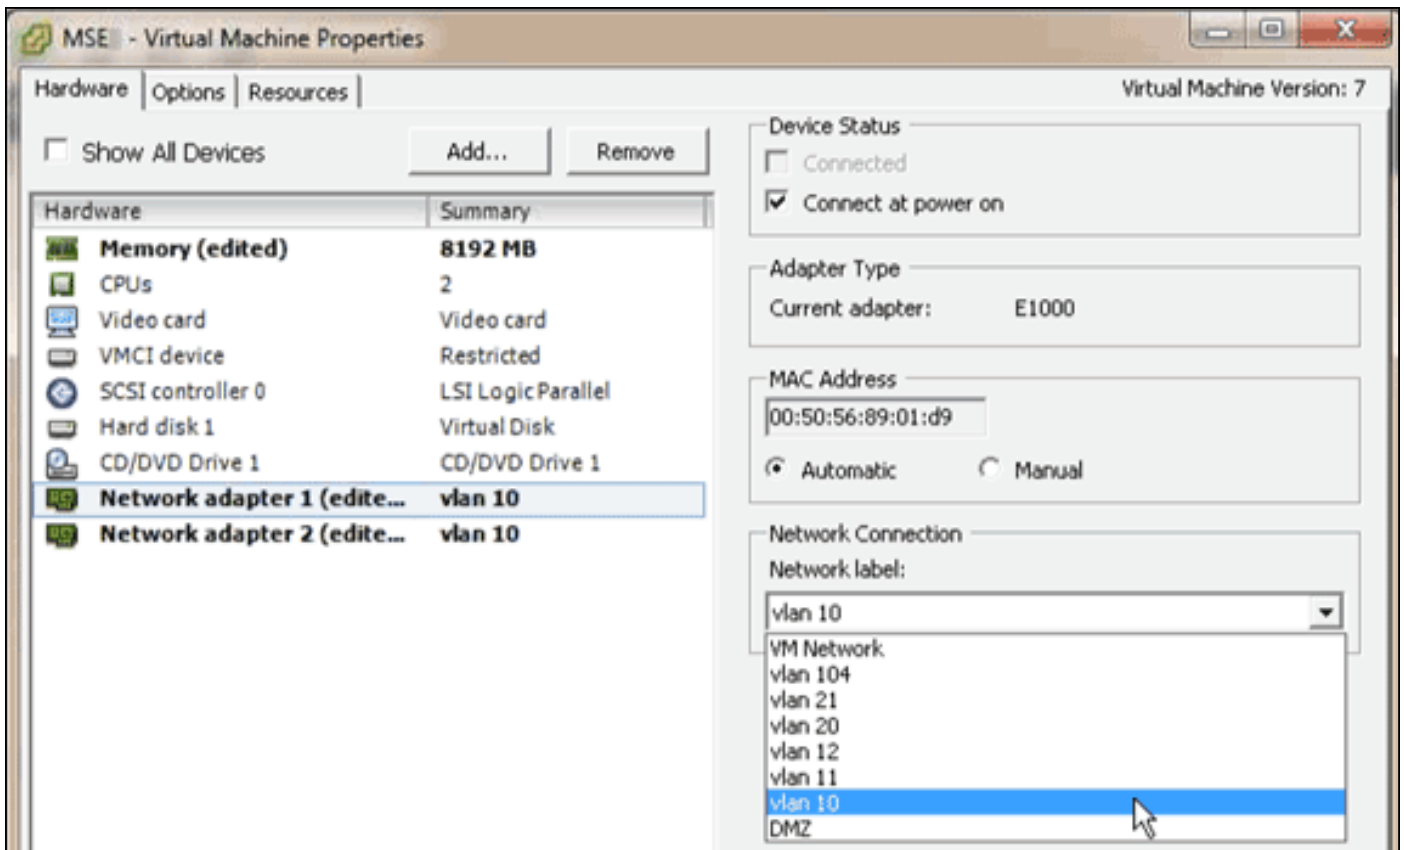 MSE - Virtual Machine Properties
Hardware Options Resources
Virtual Machine Version: 7
Show All Devices
Add...
Remove
Hardware Summary
Memory (edited) 8192 MB
CPUs 2
Video card Video card
VMCI device Restricted
SCSI controller 0 LSI Logic Parallel
Hard disk 1 Virtual Disk
CD/DVD Drive 1 CD/DVD Drive 1
Network adapter 1 (edite... vlan 10
Network adapter 2 (edite... vlan 10
Device Status
Connected
Connect at power on
Adapter Type
Current adapter: E1000
MAC Address
00:50:56:89:01:d9
Automatic Manual
Network Connection
Network label:
vlan 10
VM Network
vlan 104
vlan 21
vlan 20
vlan 12
vlan 11
vlan 10
DMZ